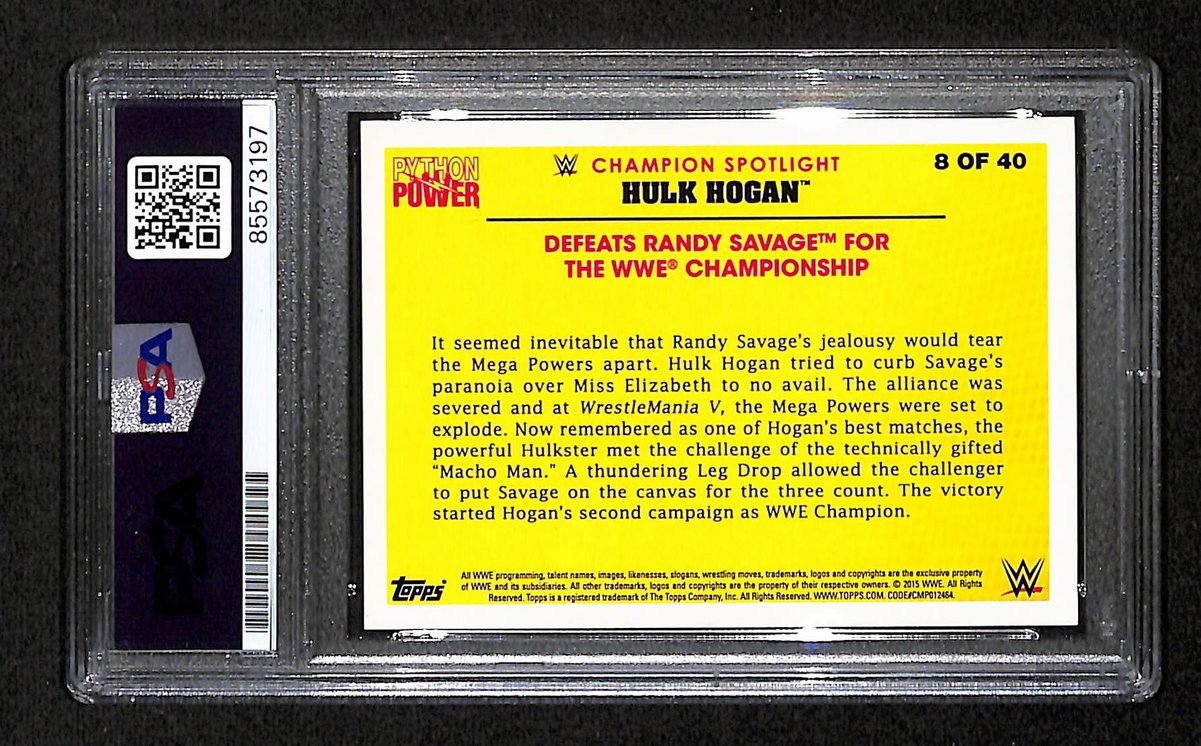 85573197
PSA
PSA
PYTHON
POWER
W CHAMPION SPOTLIGHT
HULK HOGAN™
8 OF 40
DEFEATS RANDY SAVAGE™ FOR
THE WWE® CHAMPIONSHIP
It seemed inevitable that Randy Savage's jealousy would tear
the Mega Powers apart. Hulk Hogan tried to curb Savage's
paranoia over Miss Elizabeth to no avail. The alliance was
severed and at WrestleMania V, the Mega Powers were set to
explode. Now remembered as one of Hogan's best matches, the
powerful Hulkster met the challenge of the technically gifted
“Macho Man.” A thundering Leg Drop allowed the challenger
to put Savage on the canvas for the three count. The victory
started Hogan's second campaign as WWE Champion.
topps
All WWE programming, talent names, images, likenesses, slogans, wrestling moves, trademarks, logos and copyrights are the exclusive property
of WWE and its subsidiaries. All other trademarks, logos and copyrights are the property of their respective owners. © 2015 WWE. All Rights
Reserved. Topps is a registered trademark of The Topps Company, Inc. All Rights Reserved. WWW.TOPPS.COM. CODE#CMP012464.
W